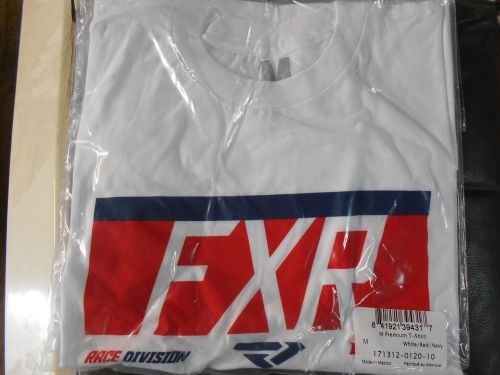 M
FXR
RACE DIVISION
8 41921 39431 7
M Premium T-Shirt
M White/Red/Navy
171312-0120-10
Made in Mexico Fabriqué au Mexique